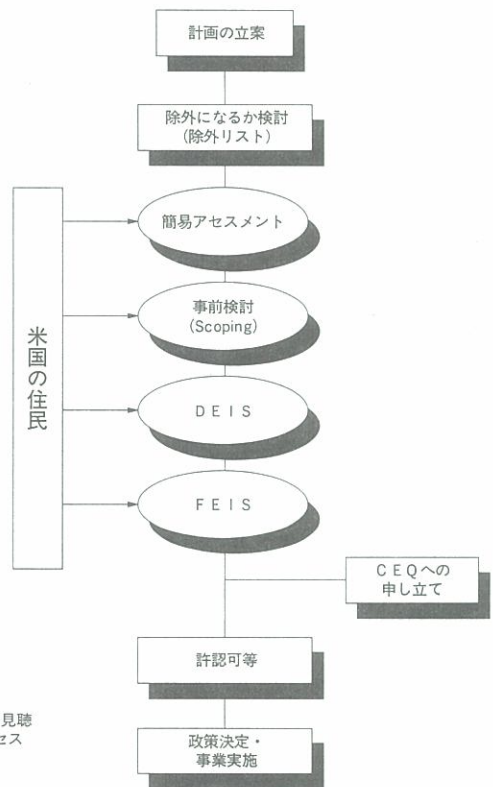 計画の立案
除外になるか検討
(除外リスト)
簡易アセスメント
事前検討
(Scoping)
DEIS
FEIS
米国の住民
CEQへの
申し立て
許認可等
見聴
セス
政策決定・
事業実施